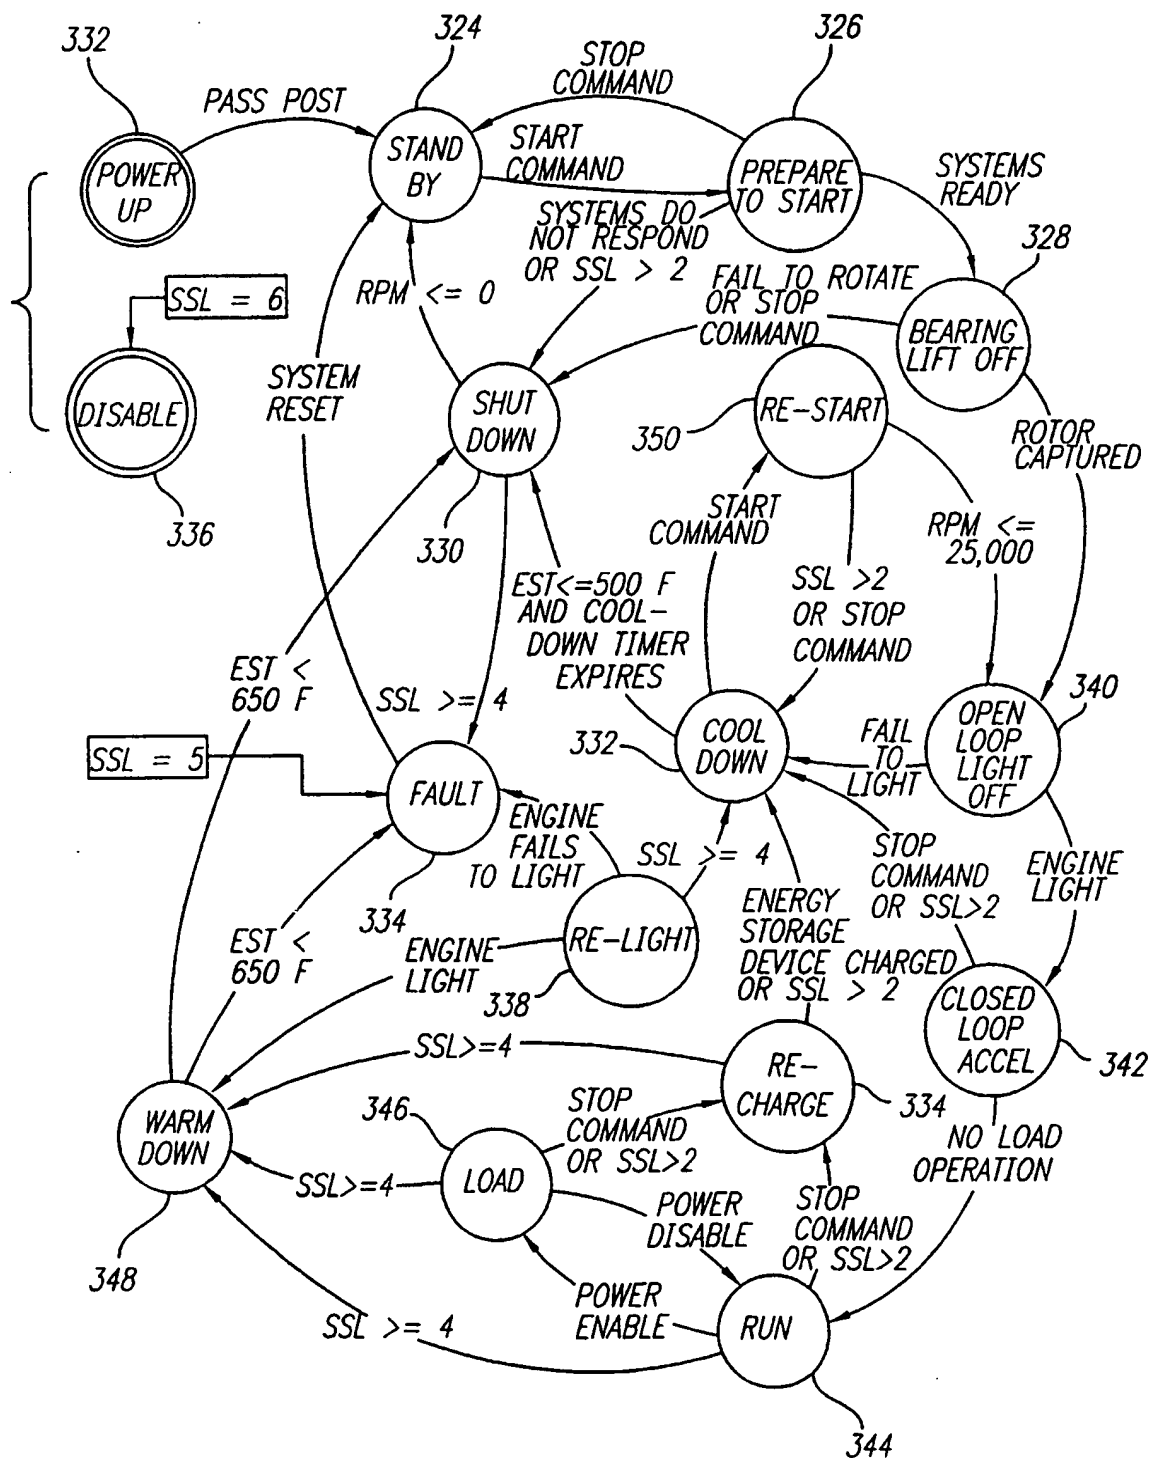 332
324
326
STOP
COMMAND
PASS POST
STAND
BY
START
COMMAND
POWER
UP
PREPARE
TO START
SYSTEMS
READY
SYSTEMS DO
NOT RESPOND
OR SSL > 2
328
RPM <= 0
FAIL TO ROTATE
OR STOP
COMMAND
SSL = 6
BEARING
LIFT OFF
DISABLE
SYSTEM
RESET
SHUT
DOWN
350
RE-START
ROTOR
CAPTURED
336
330
START
COMMAND
RPM <=
25,000
EST<=500 F
AND COOL-
DOWN TIMER
EXPIRES
SSL >2
OR STOP
COMMAND
EST <
650 F
SSL >= 4
340
SSL = 5
332
COOL
DOWN
FAIL
TO
LIGHT
OPEN
LOOP
LIGHT
OFF
FAULT
ENGINE
FAILS
TO LIGHT
SSL >= 4
STOP
COMMAND
OR SSL>2
ENGINE
LIGHT
334
EST <
650 F
ENGINE
LIGHT
RE-LIGHT
338
ENERGY
STORAGE
DEVICE CHARGED
OR SSL > 2
CLOSED
LOOP
ACCEL
342
SSL>=4
RE-
CHARGE
334
346
STOP
COMMAND
OR SSL>2
WARM
DOWN
SSL>=4
LOAD
NO LOAD
OPERATION
POWER
DISABLE
STOP
COMMAND
OR SSL>2
348
POWER
ENABLE
RUN
SSL >= 4
344